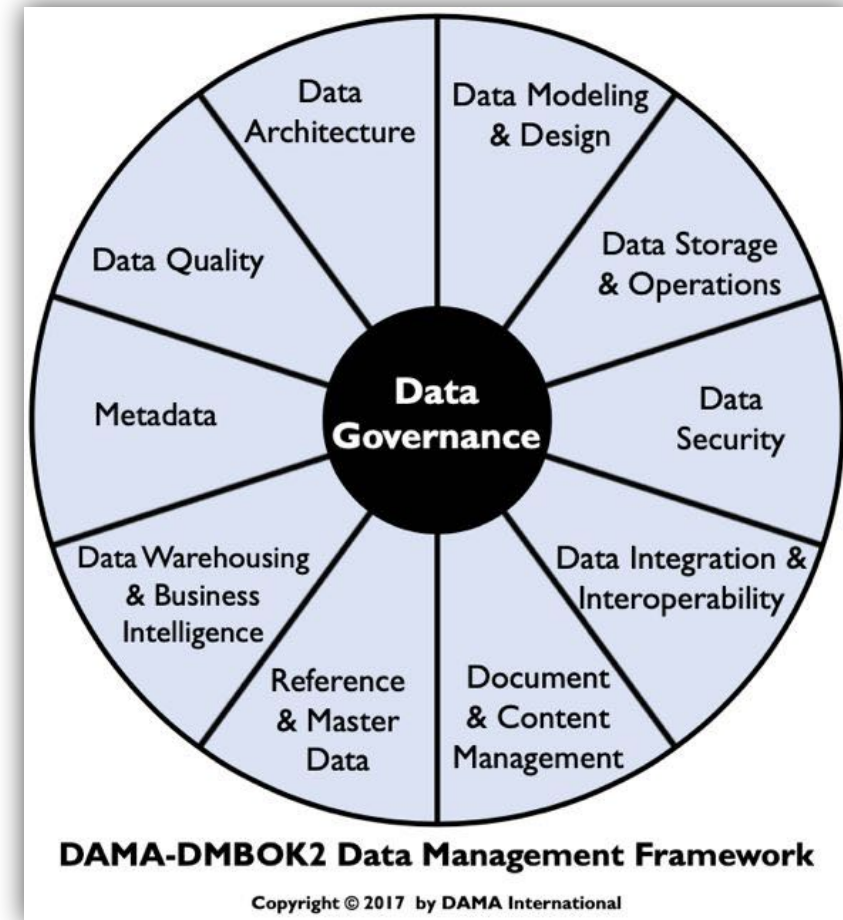 Data
Architecture
Data Modeling
& Design
Data Storage
& Operations
Data
Security
Data Integration &
Interoperability
Document
& Content
Management
Reference
& Master
Data
Data Warehousing
& Business
Intelligence
Metadata
Data Quality
Data
Governance
DAMA-DMBOK2 Data Management Framework
Copyright © 2017 by DAMA International